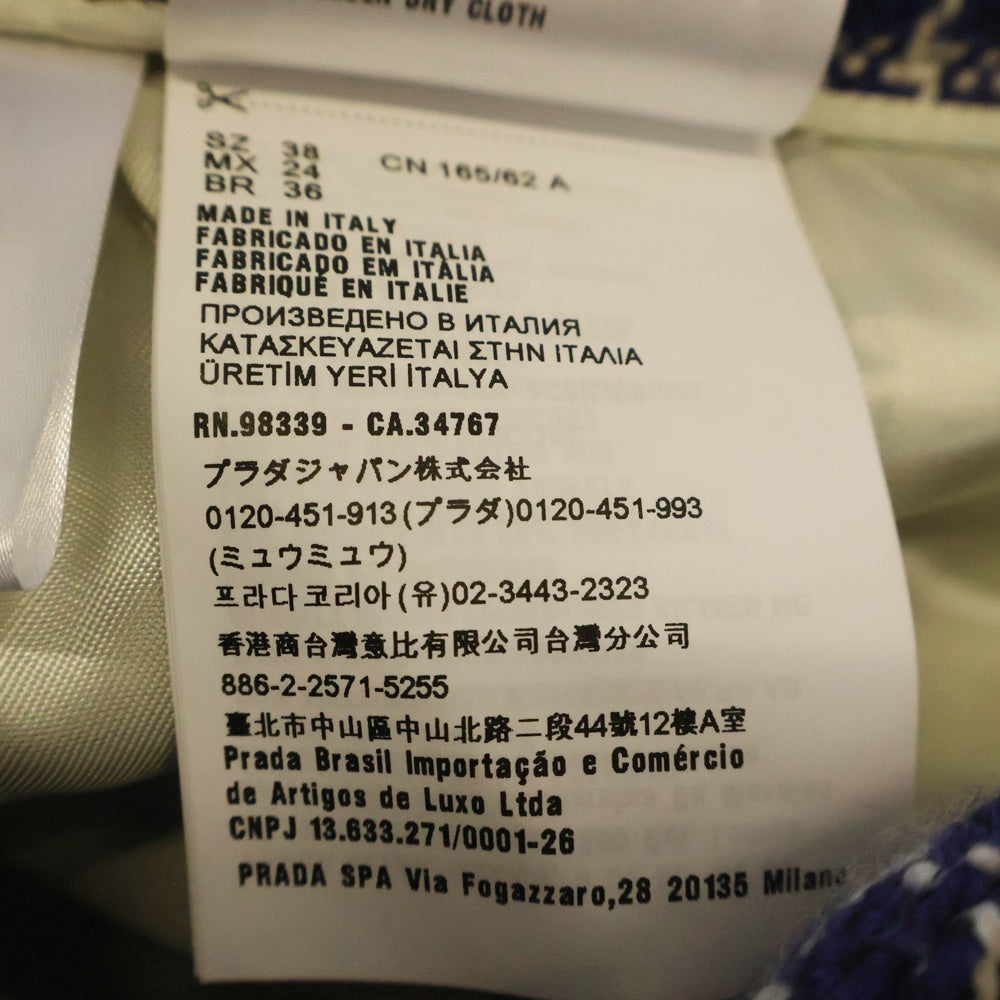 DRY CLOTH
SZ 38 CN 165/62 A
MX 24
BR 36
MADE IN ITALY
FABRICADO EN ITALIA
FABRICADO EM ITÁLIA
FABRIQUÉ EN ITALIE
ПРОИЗВЕДЕНО В ИТАЛИЯ
ΚΑΤΑΣΚΕΥΑΖΕΤΑΙ ΣΤΗΝ ΙΤΑΛΙΑ
ÜRETİM YERİ İTALYA
RN.98339 - CA.34767
プラダジャパン株式会社
0120-451-913(プラダ)0120-451-993
(ミュウミュウ)
프라다코리아(유)02-3443-2323
香港商台灣意比有限公司台灣分公司
886-2-2571-5255
臺北市中山區中山北路二段44號12樓A室
Prada Brasil Importação e Comércio
de Artigos de Luxo Ltda
CNPJ 13.633.271/0001-26
PRADA SPA Via Fogazzaro,28 20135 Milano